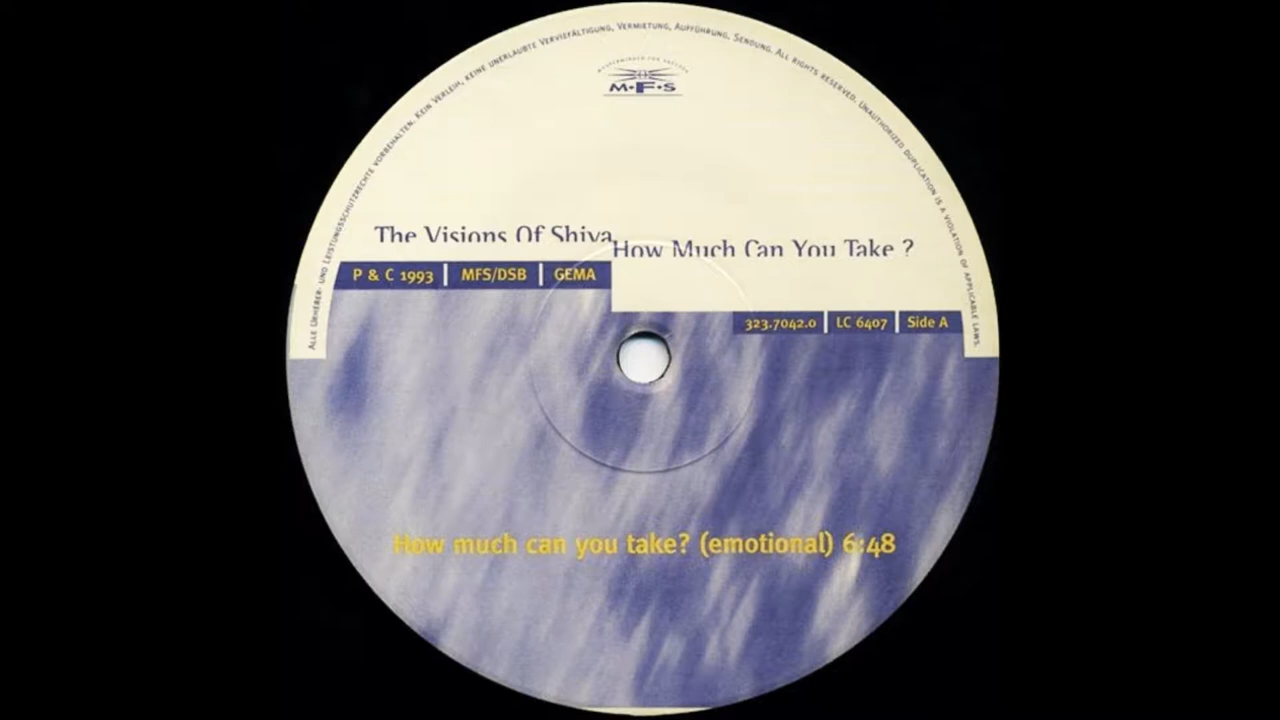 Alle Urheber- und Leistungsschutzrechte vorbehalten. Kein Verleih, keine unerlaubte Vervielfältigung, Vermietung, Aufführung, Sendung. All rights reserved. Unauthorized duplication is a violation of applicable laws.
M·F·S
The Visions Of Shiva
How Much Can You Take ?
P & C 1993 | MFS/DSB | GEMA
323.7042.0 | LC 6407 | Side A
How much can you take? (emotional) 6:48